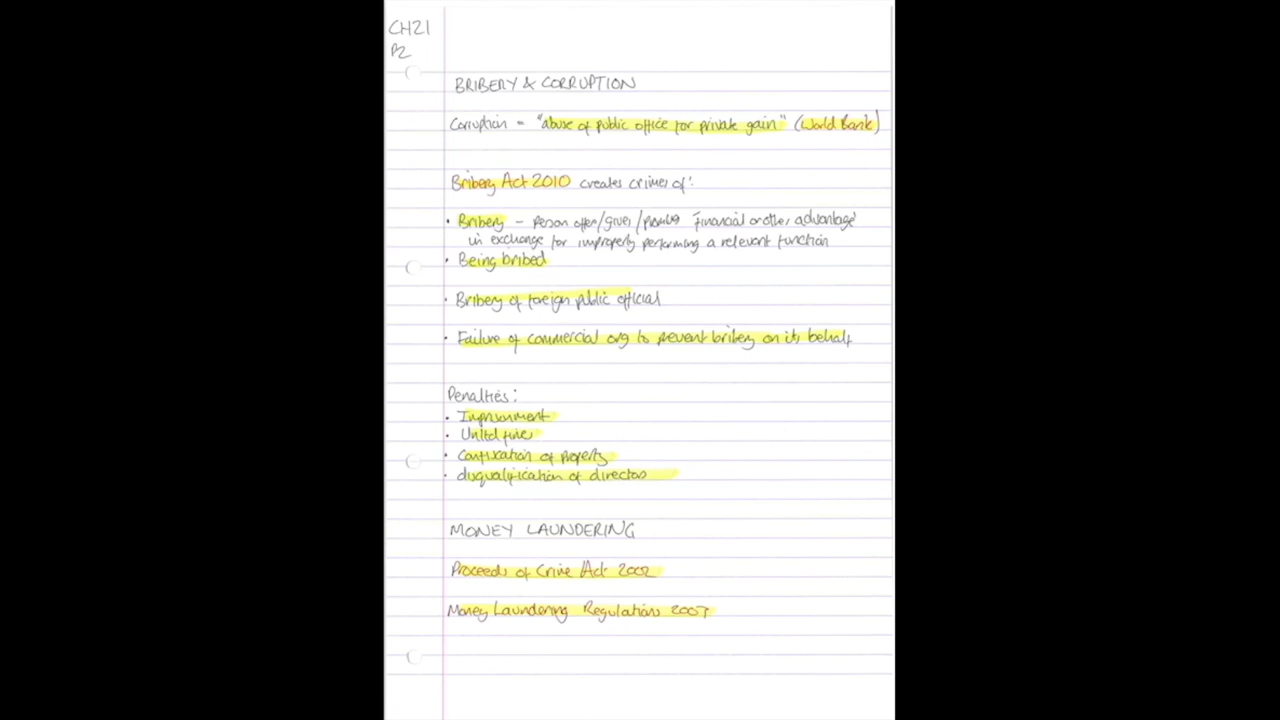 CH21
P2
BRIBERY & CORRUPTION
Corruption = "abuse of public office for private gain" (World Bank)
Bribery Act 2010 creates crimes of:
• Bribery – person offers/gives/promises financial or other advantage
in exchange for improperly performing a relevant function
• Being bribed
• Bribery of foreign public official
• Failure of commercial org to prevent bribery on its behalf
Penalties:
• Imprisonment
• Unltd fine
• Confiscation of property
• disqualification of directors
MONEY LAUNDERING
Proceeds of Crime Act 2002
Money Laundering Regulations 2007